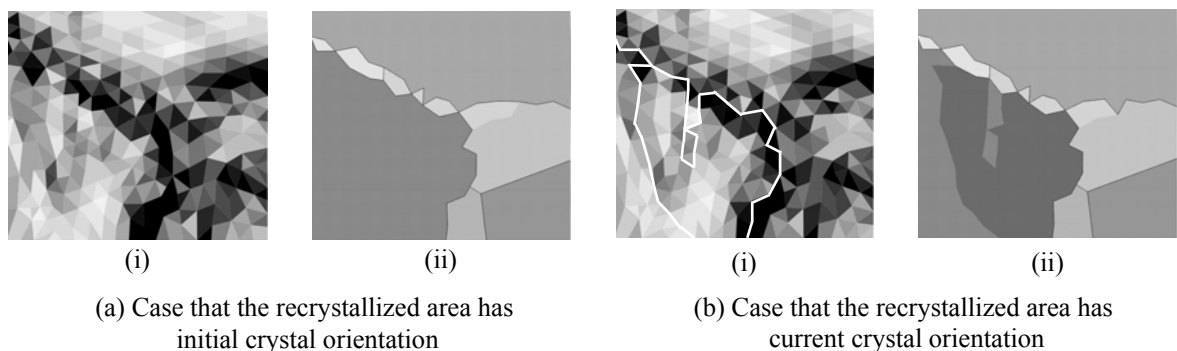 (i)
(ii)
(i)
(ii)
(a) Case that the recrystallized area has
initial crystal orientation
(b) Case that the recrystallized area has
current crystal orientation